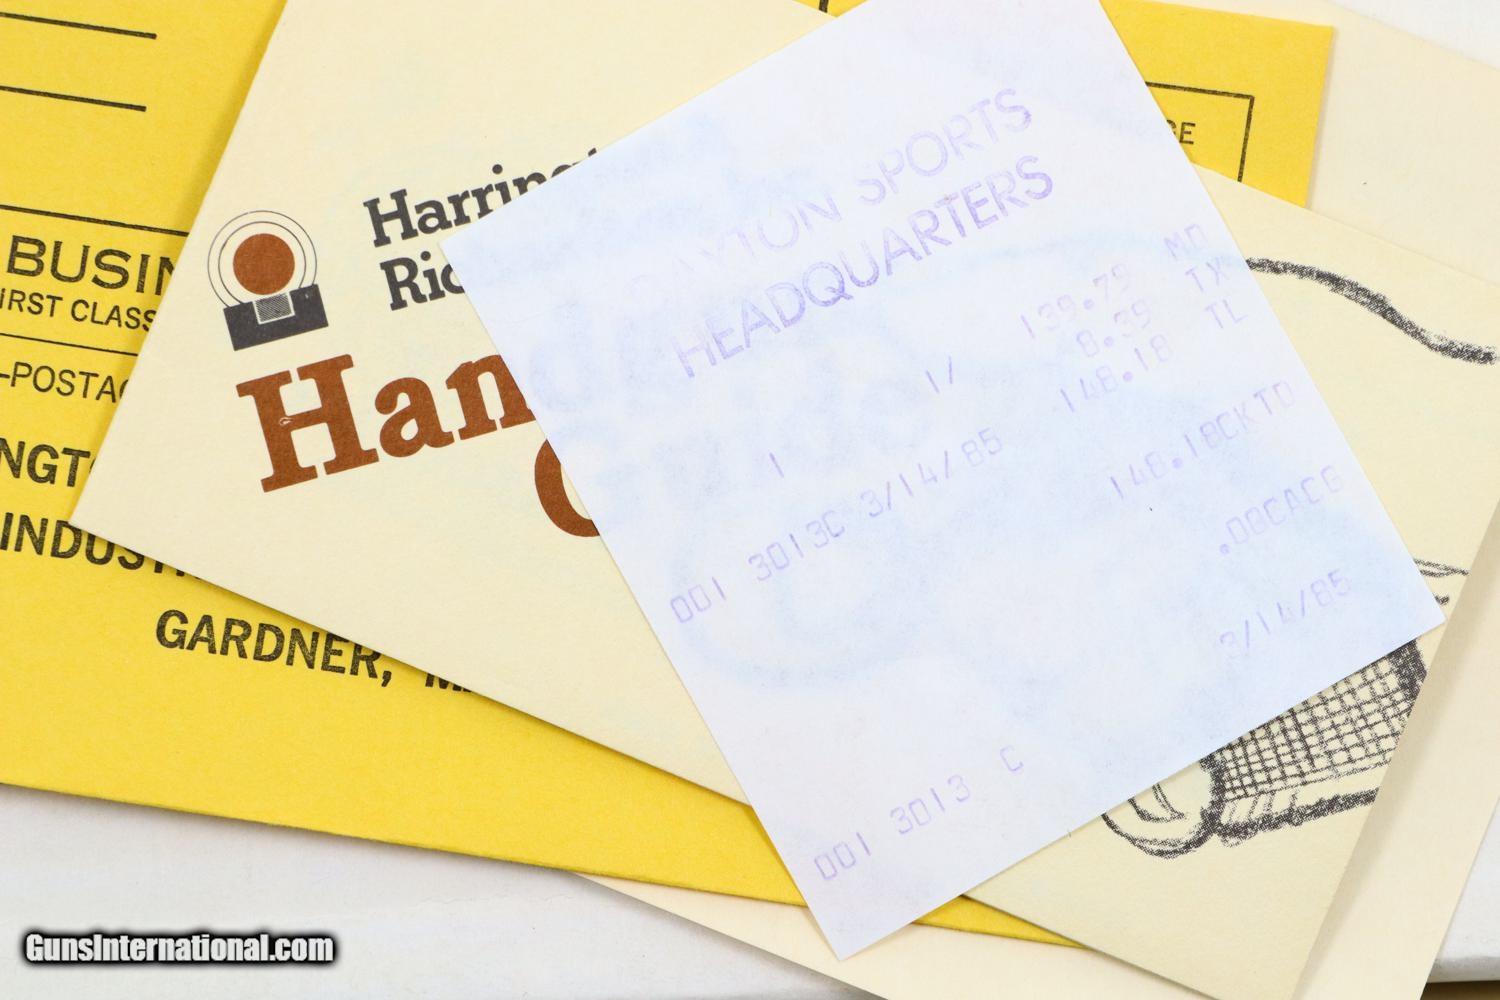 BUSIN
IRST CLASS
-POSTAG
NGT
INDUST
GARDNER, MA
Harringt
Ric
Han
G
DAYTON SPORTS
HEADQUARTERS
1/ 139.79 MD
8.39 TX
1 148.18 TL
001 3013C 3/14/85
148.18CKTD
.00CACG
3/14/85
001 3013 C
GunsInternational.com